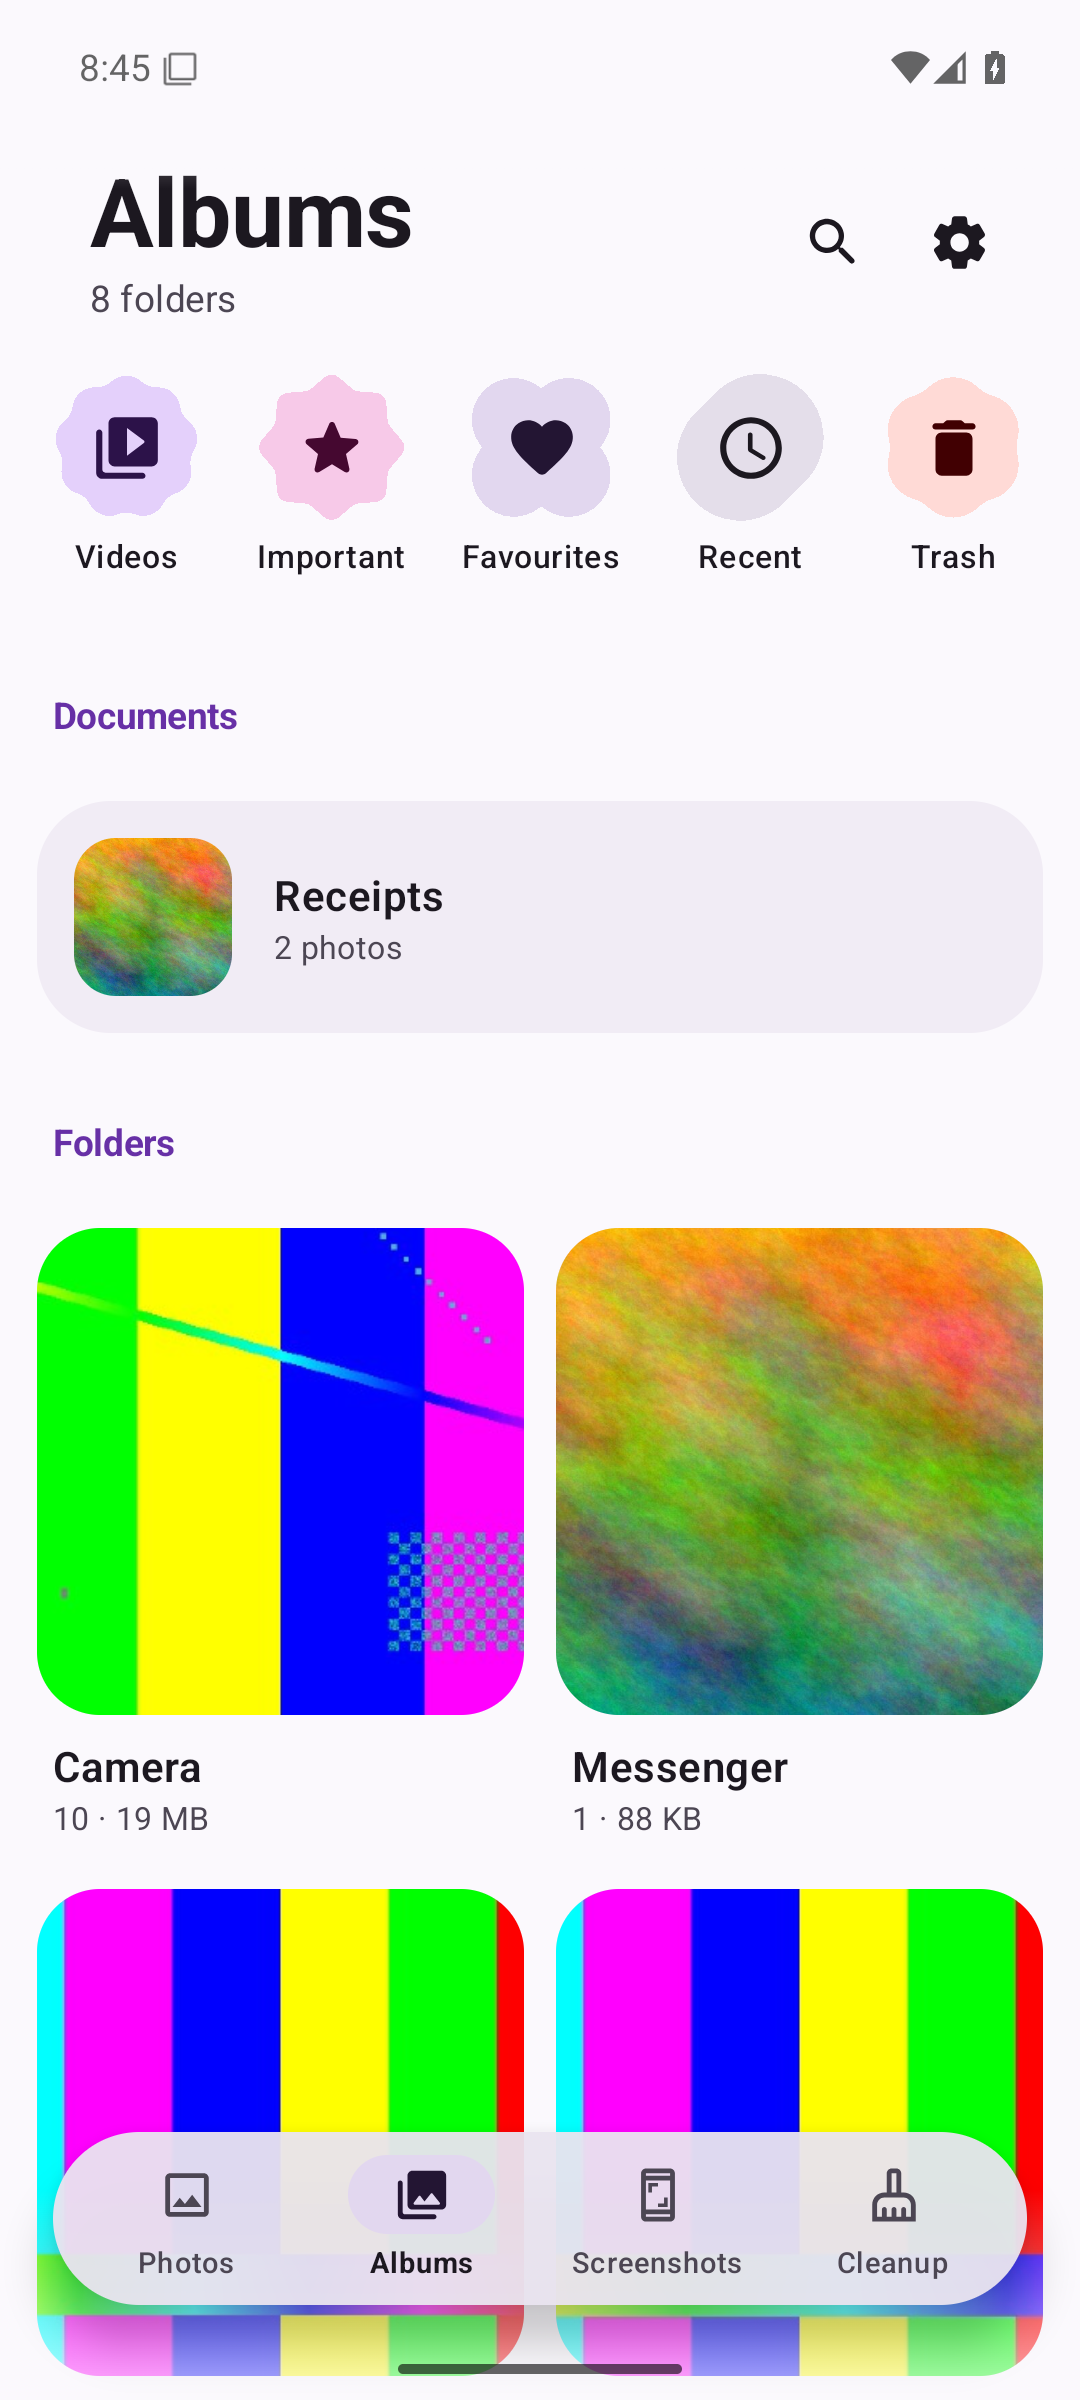 8:45
Albums
8 folders
Videos
Important
Favourites
Recent
Trash
Documents
Receipts
2 photos
Folders
Camera
10 · 19 MB
Messenger
1 · 88 KB
Photos
Albums
Screenshots
Cleanup